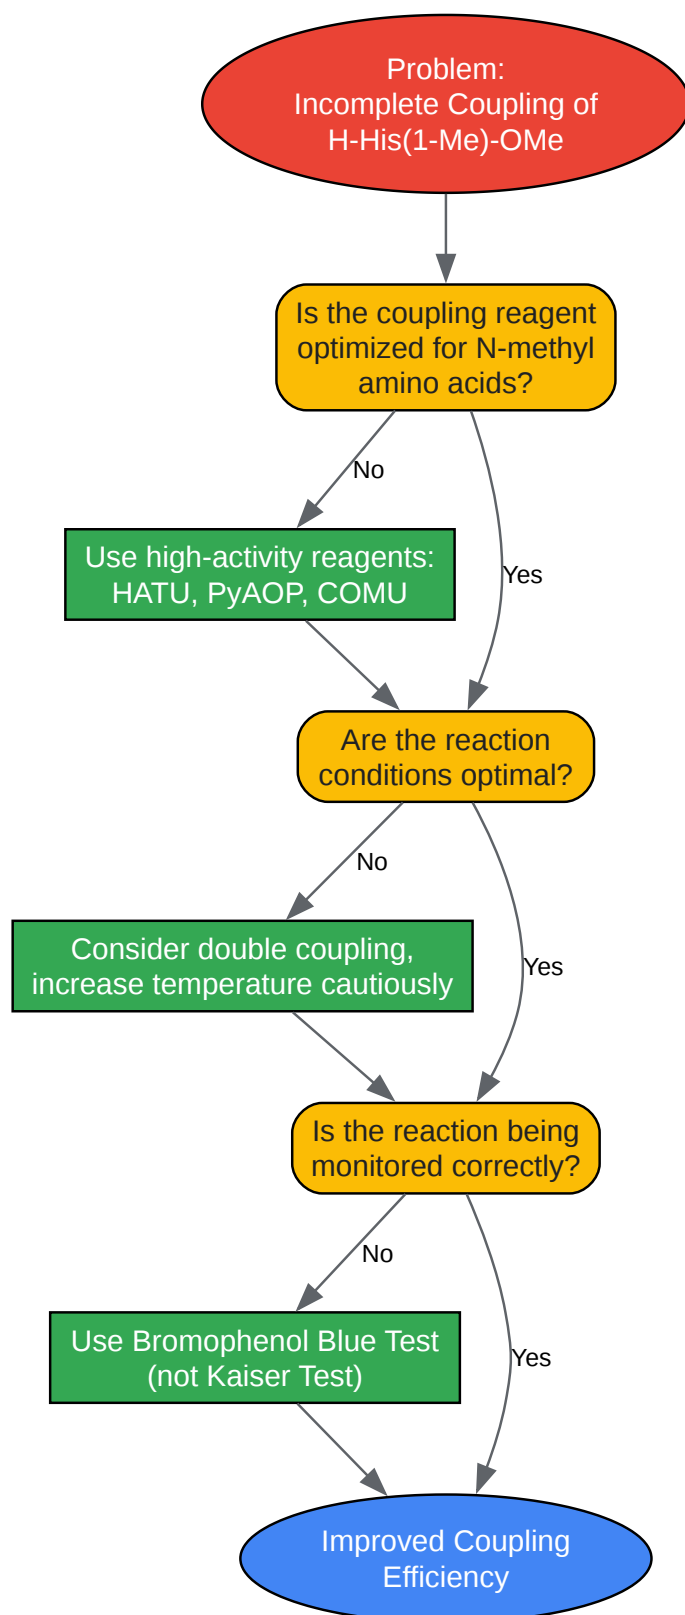 Problem:
Incomplete Coupling of
H-His(1-Me)-OMe
Is the coupling reagent
optimized for N-methyl
amino acids?
No
Yes
Use high-activity reagents:
HATU, PyAOP, COMU
Are the reaction
conditions optimal?
No
Yes
Consider double coupling,
increase temperature cautiously
Is the reaction being
monitored correctly?
No
Yes
Use Bromophenol Blue Test
(not Kaiser Test)
Improved Coupling
Efficiency